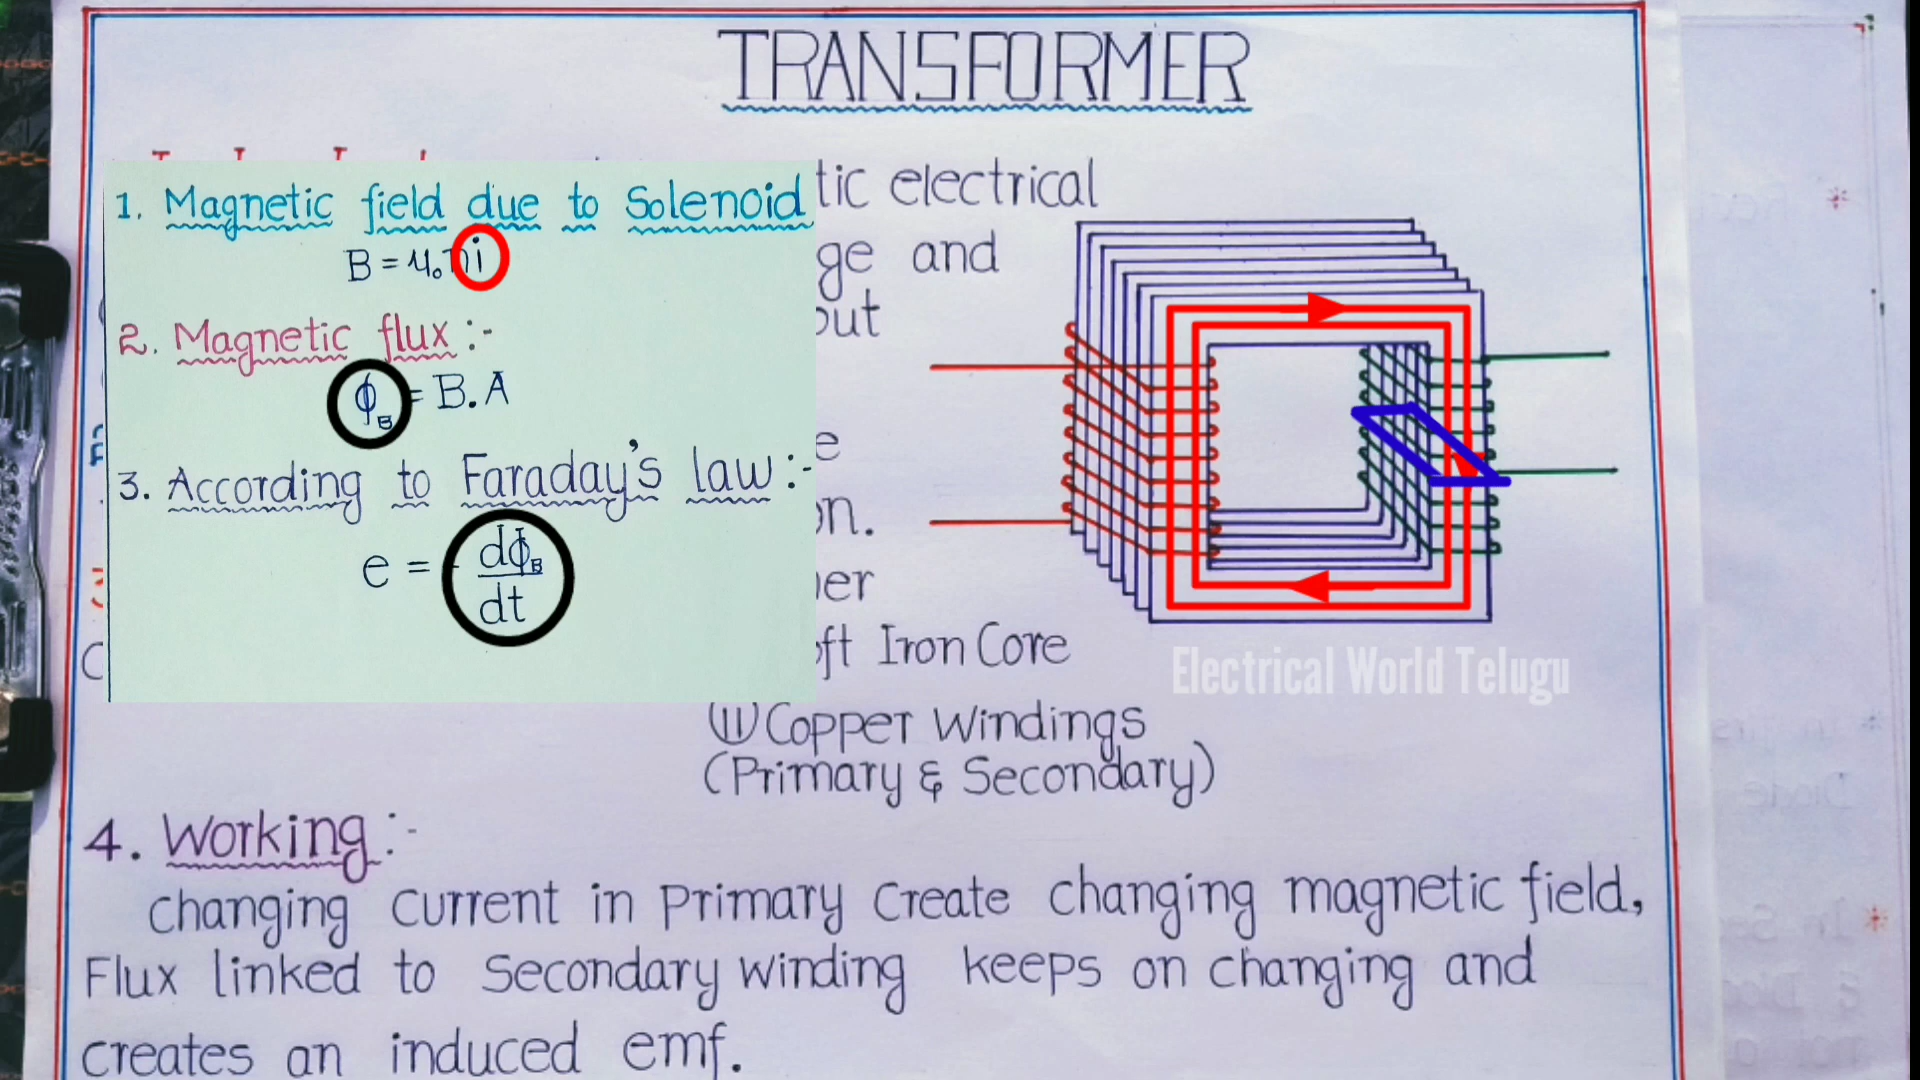 TRANSFORMER
1. Magnetic field due to Solenoid
B = μ₀ni
2. Magnetic flux :-
ϕB = B.A
3. According to Faraday's law :-
e = - dϕB
dt
tic electrical
ge and
out
e
on.
er
oft Iron Core
(ii) Copper Windings
(Primary & Secondary)
Electrical World Telugu
4. Working :-
Changing Current in Primary Create changing magnetic field,
Flux linked to Secondary Winding keeps on changing and
creates an induced emf.